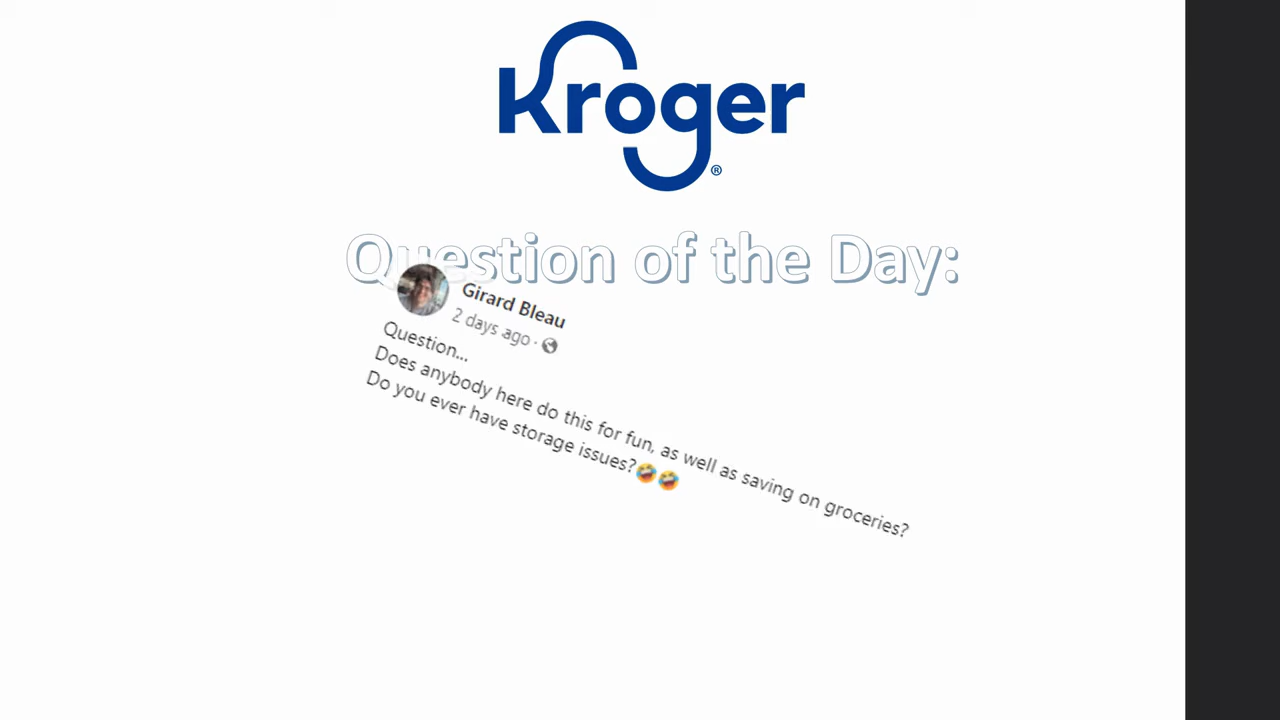 Kroger®
Question of the Day:
Girard Bleau
2 days ago ·
Question...
Does anybody here do this for fun, as well as saving on groceries?
Do you ever have storage issues?🤣🤣